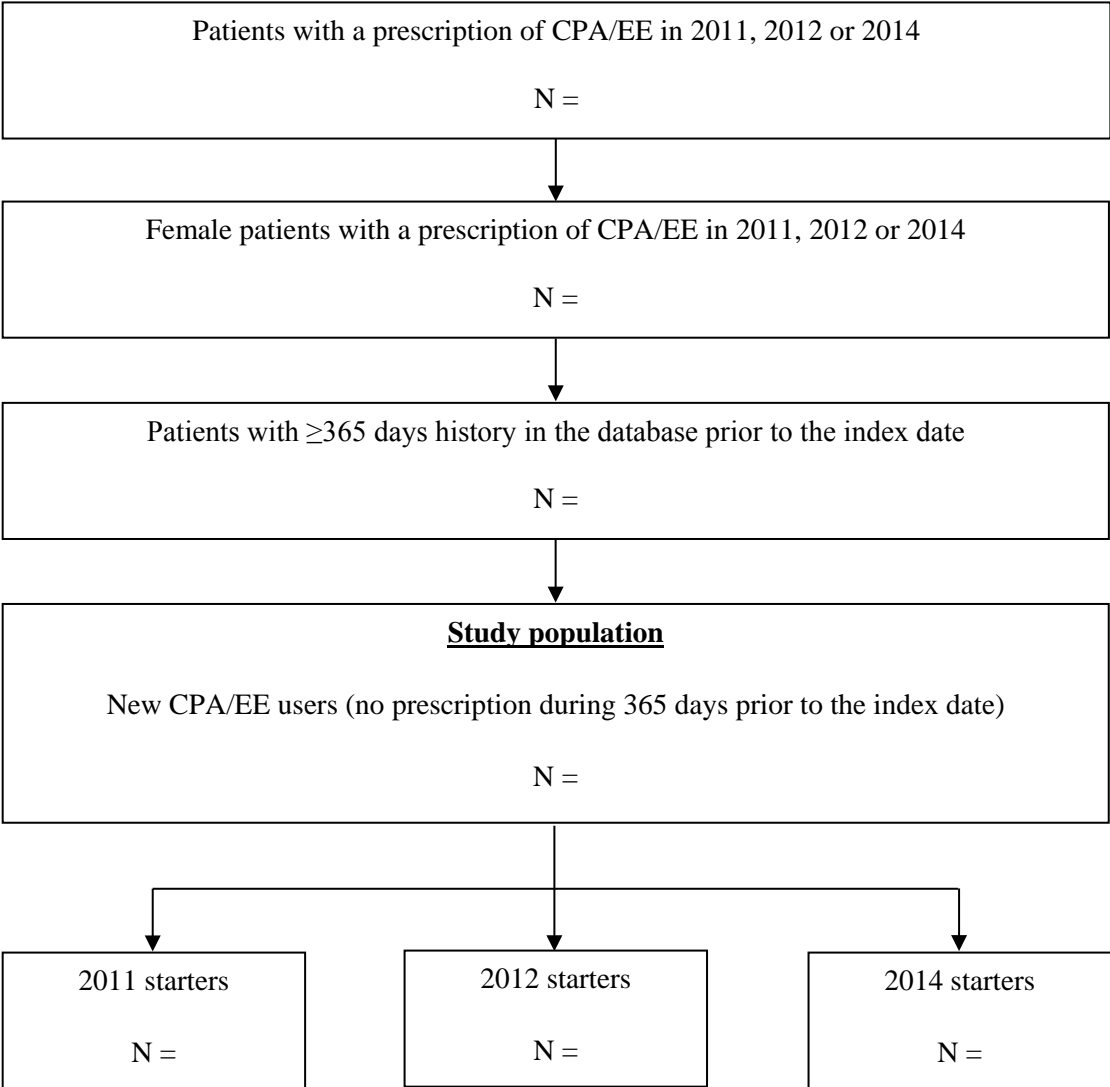 Patients with a prescription of CPA/EE in 2011, 2012 or 2014
N =
Female patients with a prescription of CPA/EE in 2011, 2012 or 2014
N =
Patients with ≥365 days history in the database prior to the index date
N =
Study population
New CPA/EE users (no prescription during 365 days prior to the index date)
N =
2011 starters
N =
2012 starters
N =
2014 starters
N =